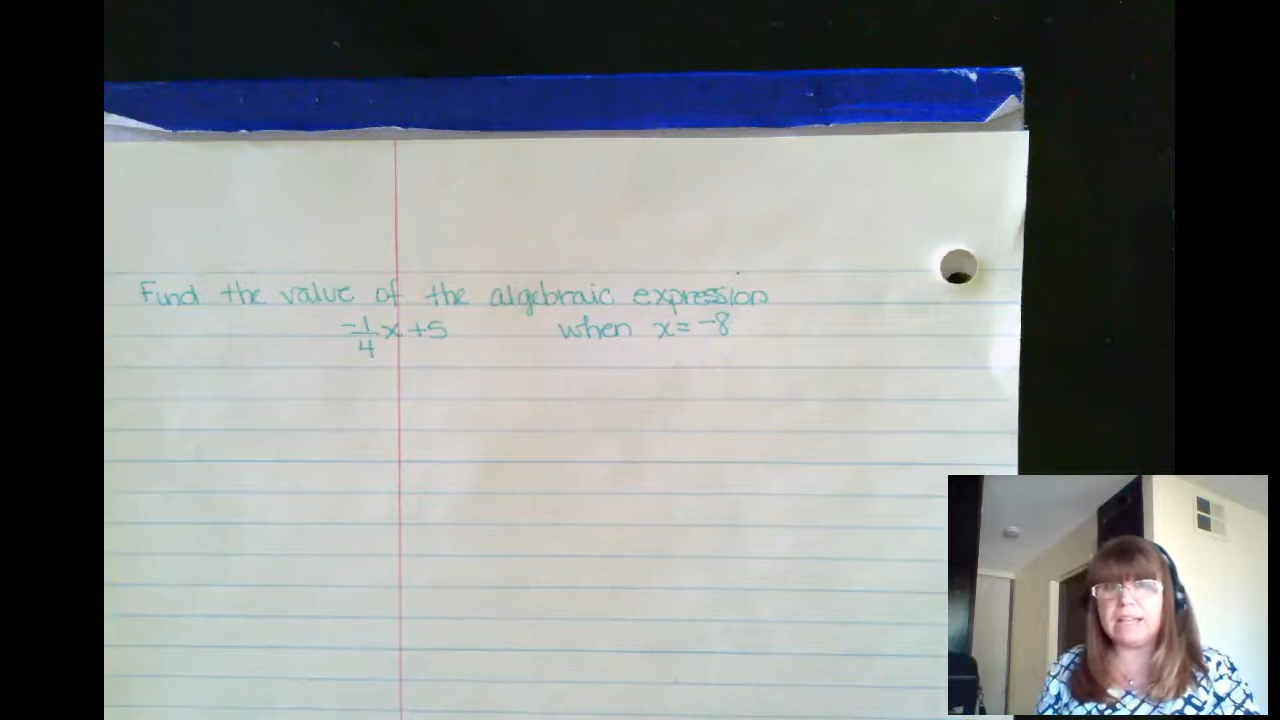 Find the value of the algebraic expression
-1/4 x + 5 when x = -8